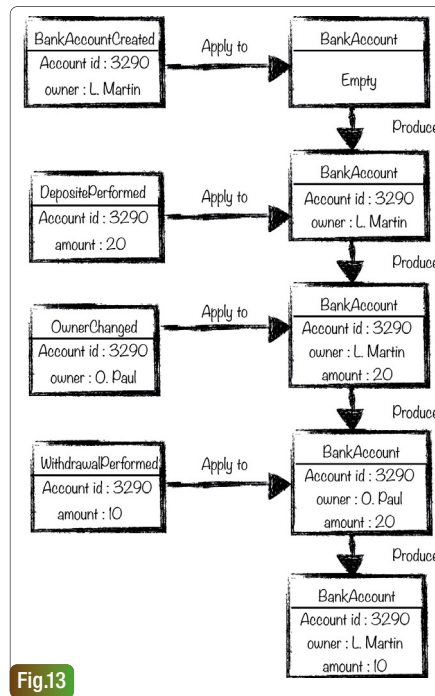 BankAccountCreated
Account id : 3290
owner : L. Martin
Apply to
BankAccount
Empty
Produce
DepositePerformed
Account id : 3290
amount : 20
Apply to
BankAccount
Account id : 3290
owner : L. Martin
Produce
OwnerChanged
Account id : 3290
owner : O. Paul
Apply to
BankAccount
Account id : 3290
owner : L. Martin
amount : 20
Produce
WithdrawalPerformed
Account id : 3290
amount : 10
Apply to
BankAccount
Account id : 3290
owner : O. Paul
amount : 20
Produce
BankAccount
Account id : 3290
owner : L. Martin
amount : 10
Fig.13